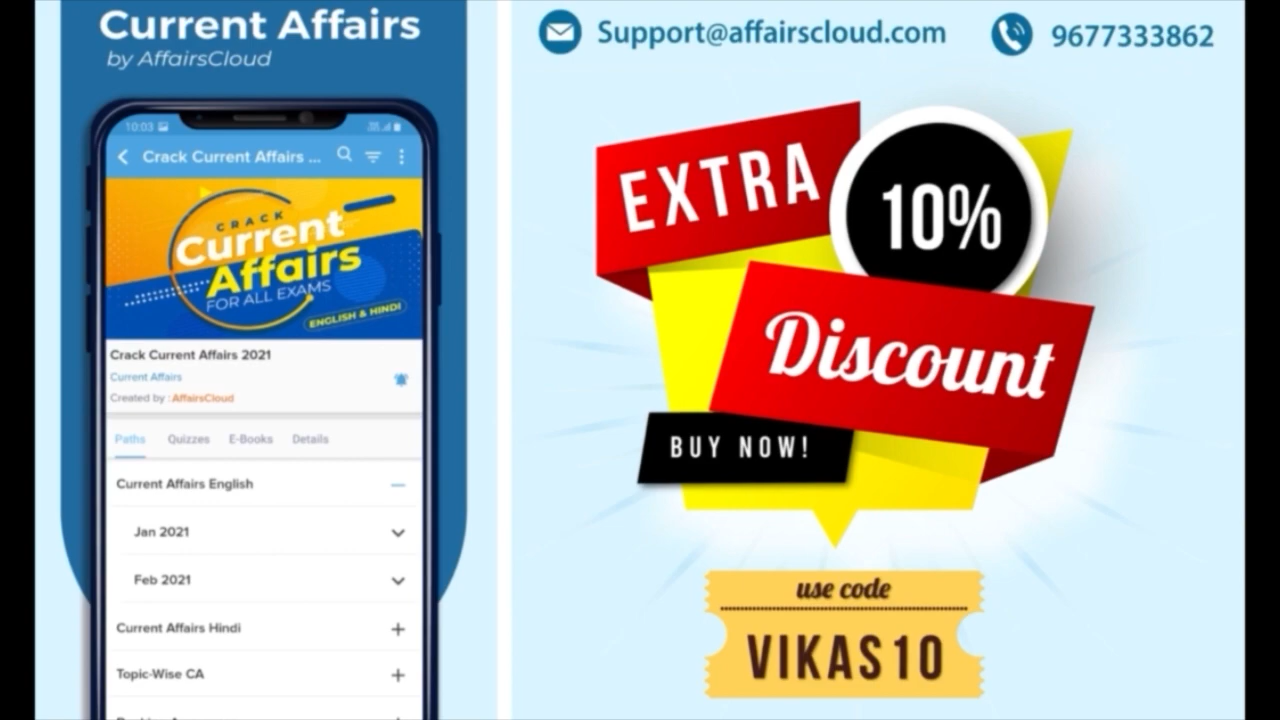 Current Affairs
by AffairsCloud
10:03
Crack Current Affairs ...
CRACK
Current
Affairs
FOR ALL EXAMS
ENGLISH & HINDI
Crack Current Affairs 2021
Current Affairs
Created by : AffairsCloud
Paths Quizzes E-Books Details
Current Affairs English
Jan 2021
Feb 2021
Current Affairs Hindi
Topic-Wise CA
Support@affairscloud.com
9677333862
EXTRA
10%
Discount
BUY NOW!
use code
VIKAS10